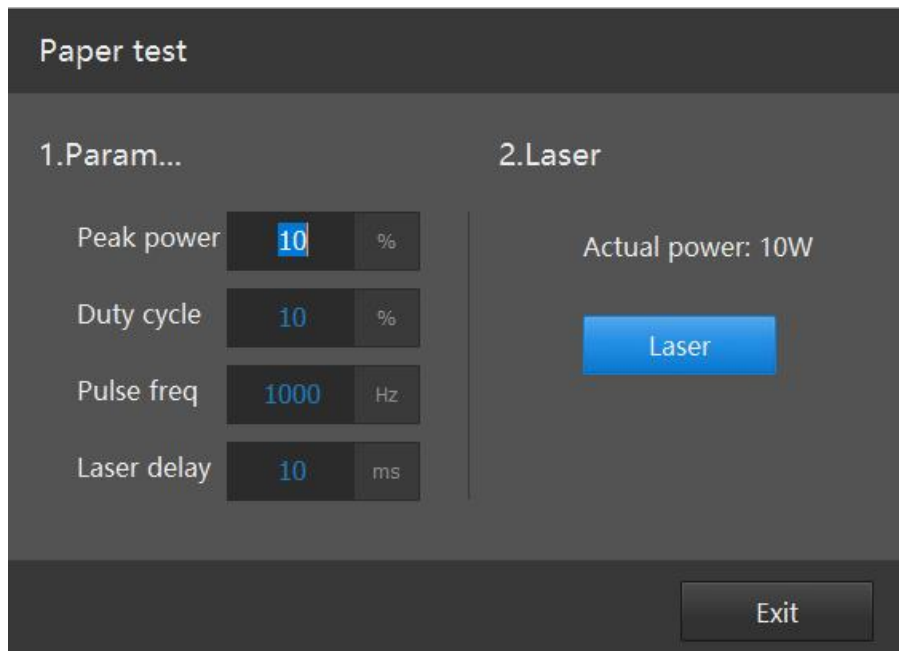 Paper test
1.Param...
Peak power 10 %
Duty cycle 10 %
Pulse freq 1000 Hz
Laser delay 10 ms
2.Laser
Actual power: 10W
Laser
Exit